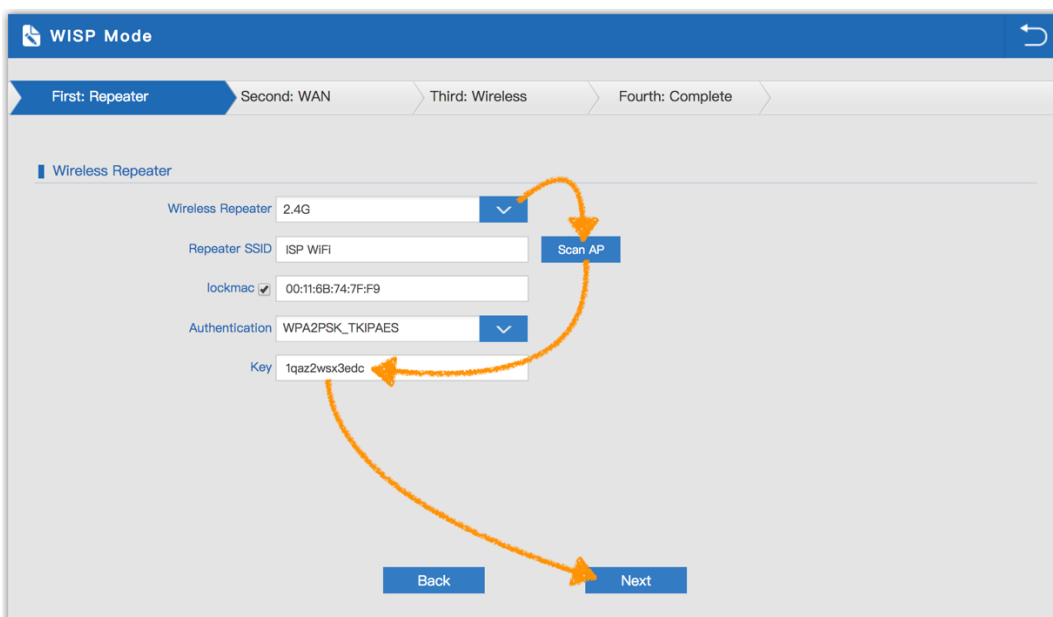 WISP Mode
First: Repeater Second: WAN Third: Wireless Fourth: Complete
Wireless Repeater
Wireless Repeater 2.4G
Repeater SSID ISP WiFi Scan AP
lockmac 00:11:6B:74:7F:F9
Authentication WPA2PSK_TKIPAES
Key 1qaz2wsx3edc
Back Next